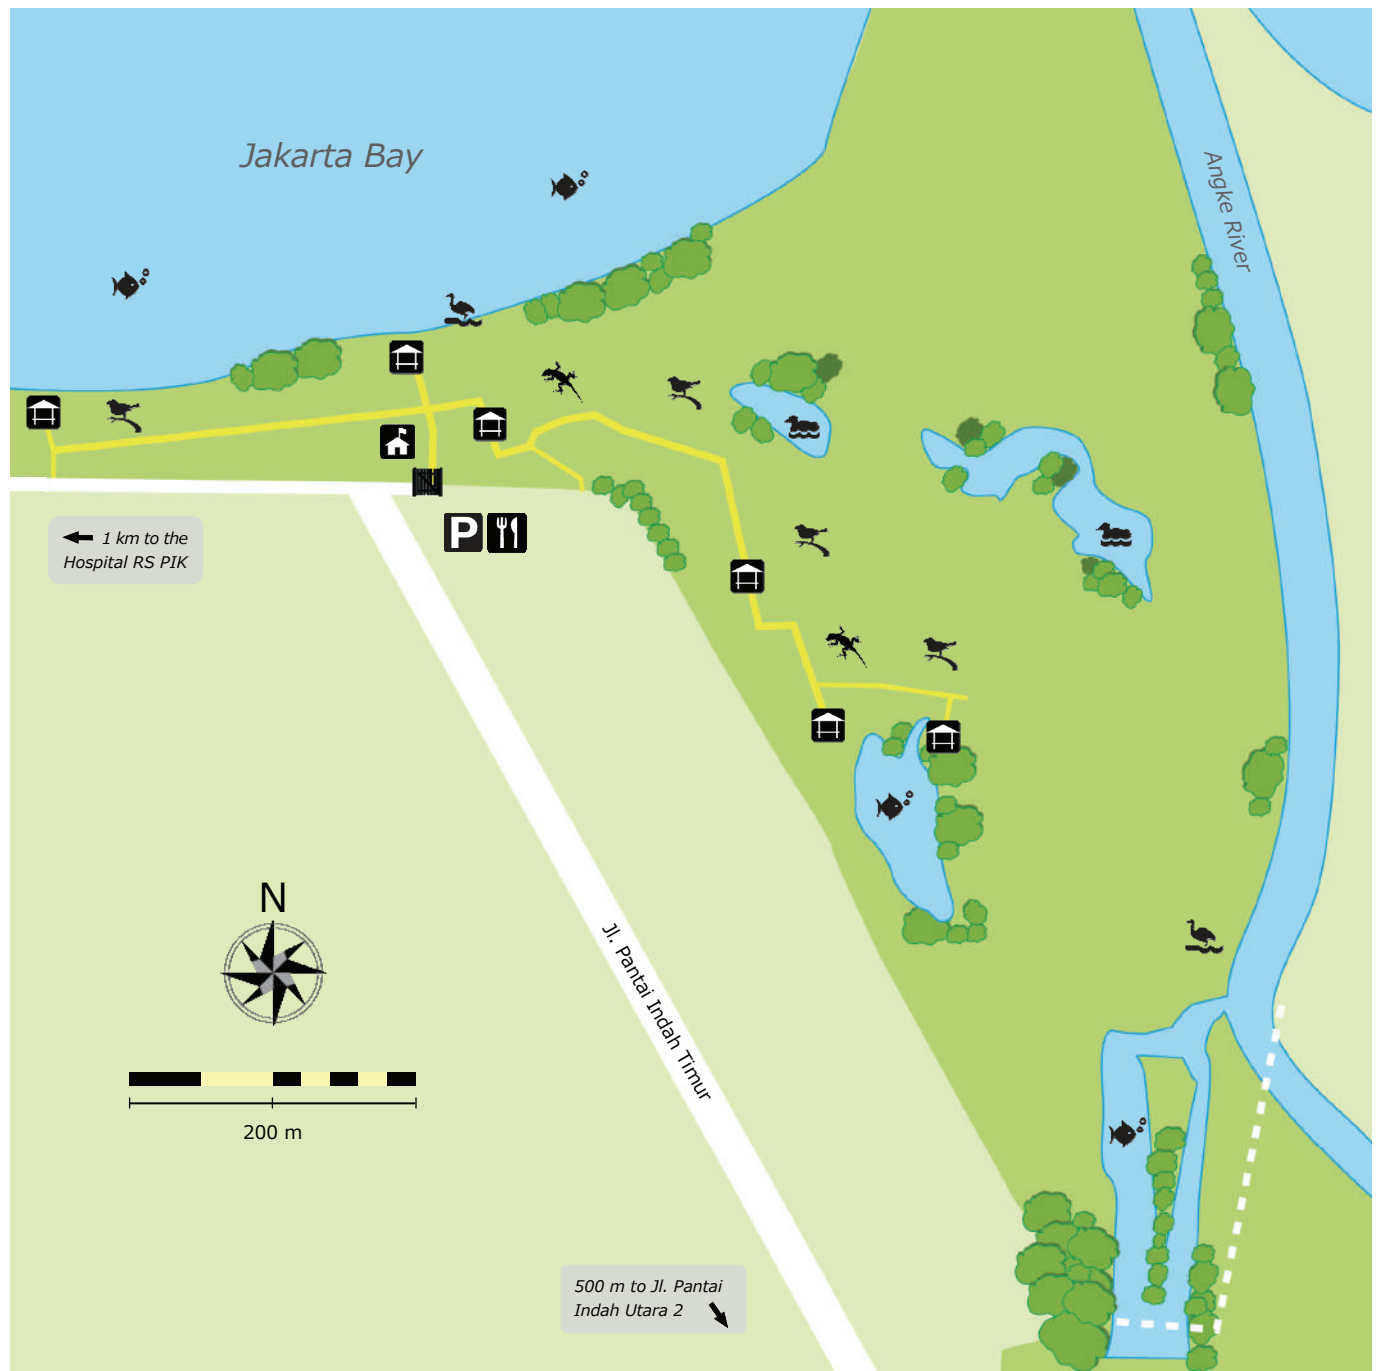 Jakarta Bay
Angke River
P
1 km to the
Hospital RS PIK
N
Jl. Pantai Indah Timur
200 m
500 m to Jl. Pantai
Indah Utara 2